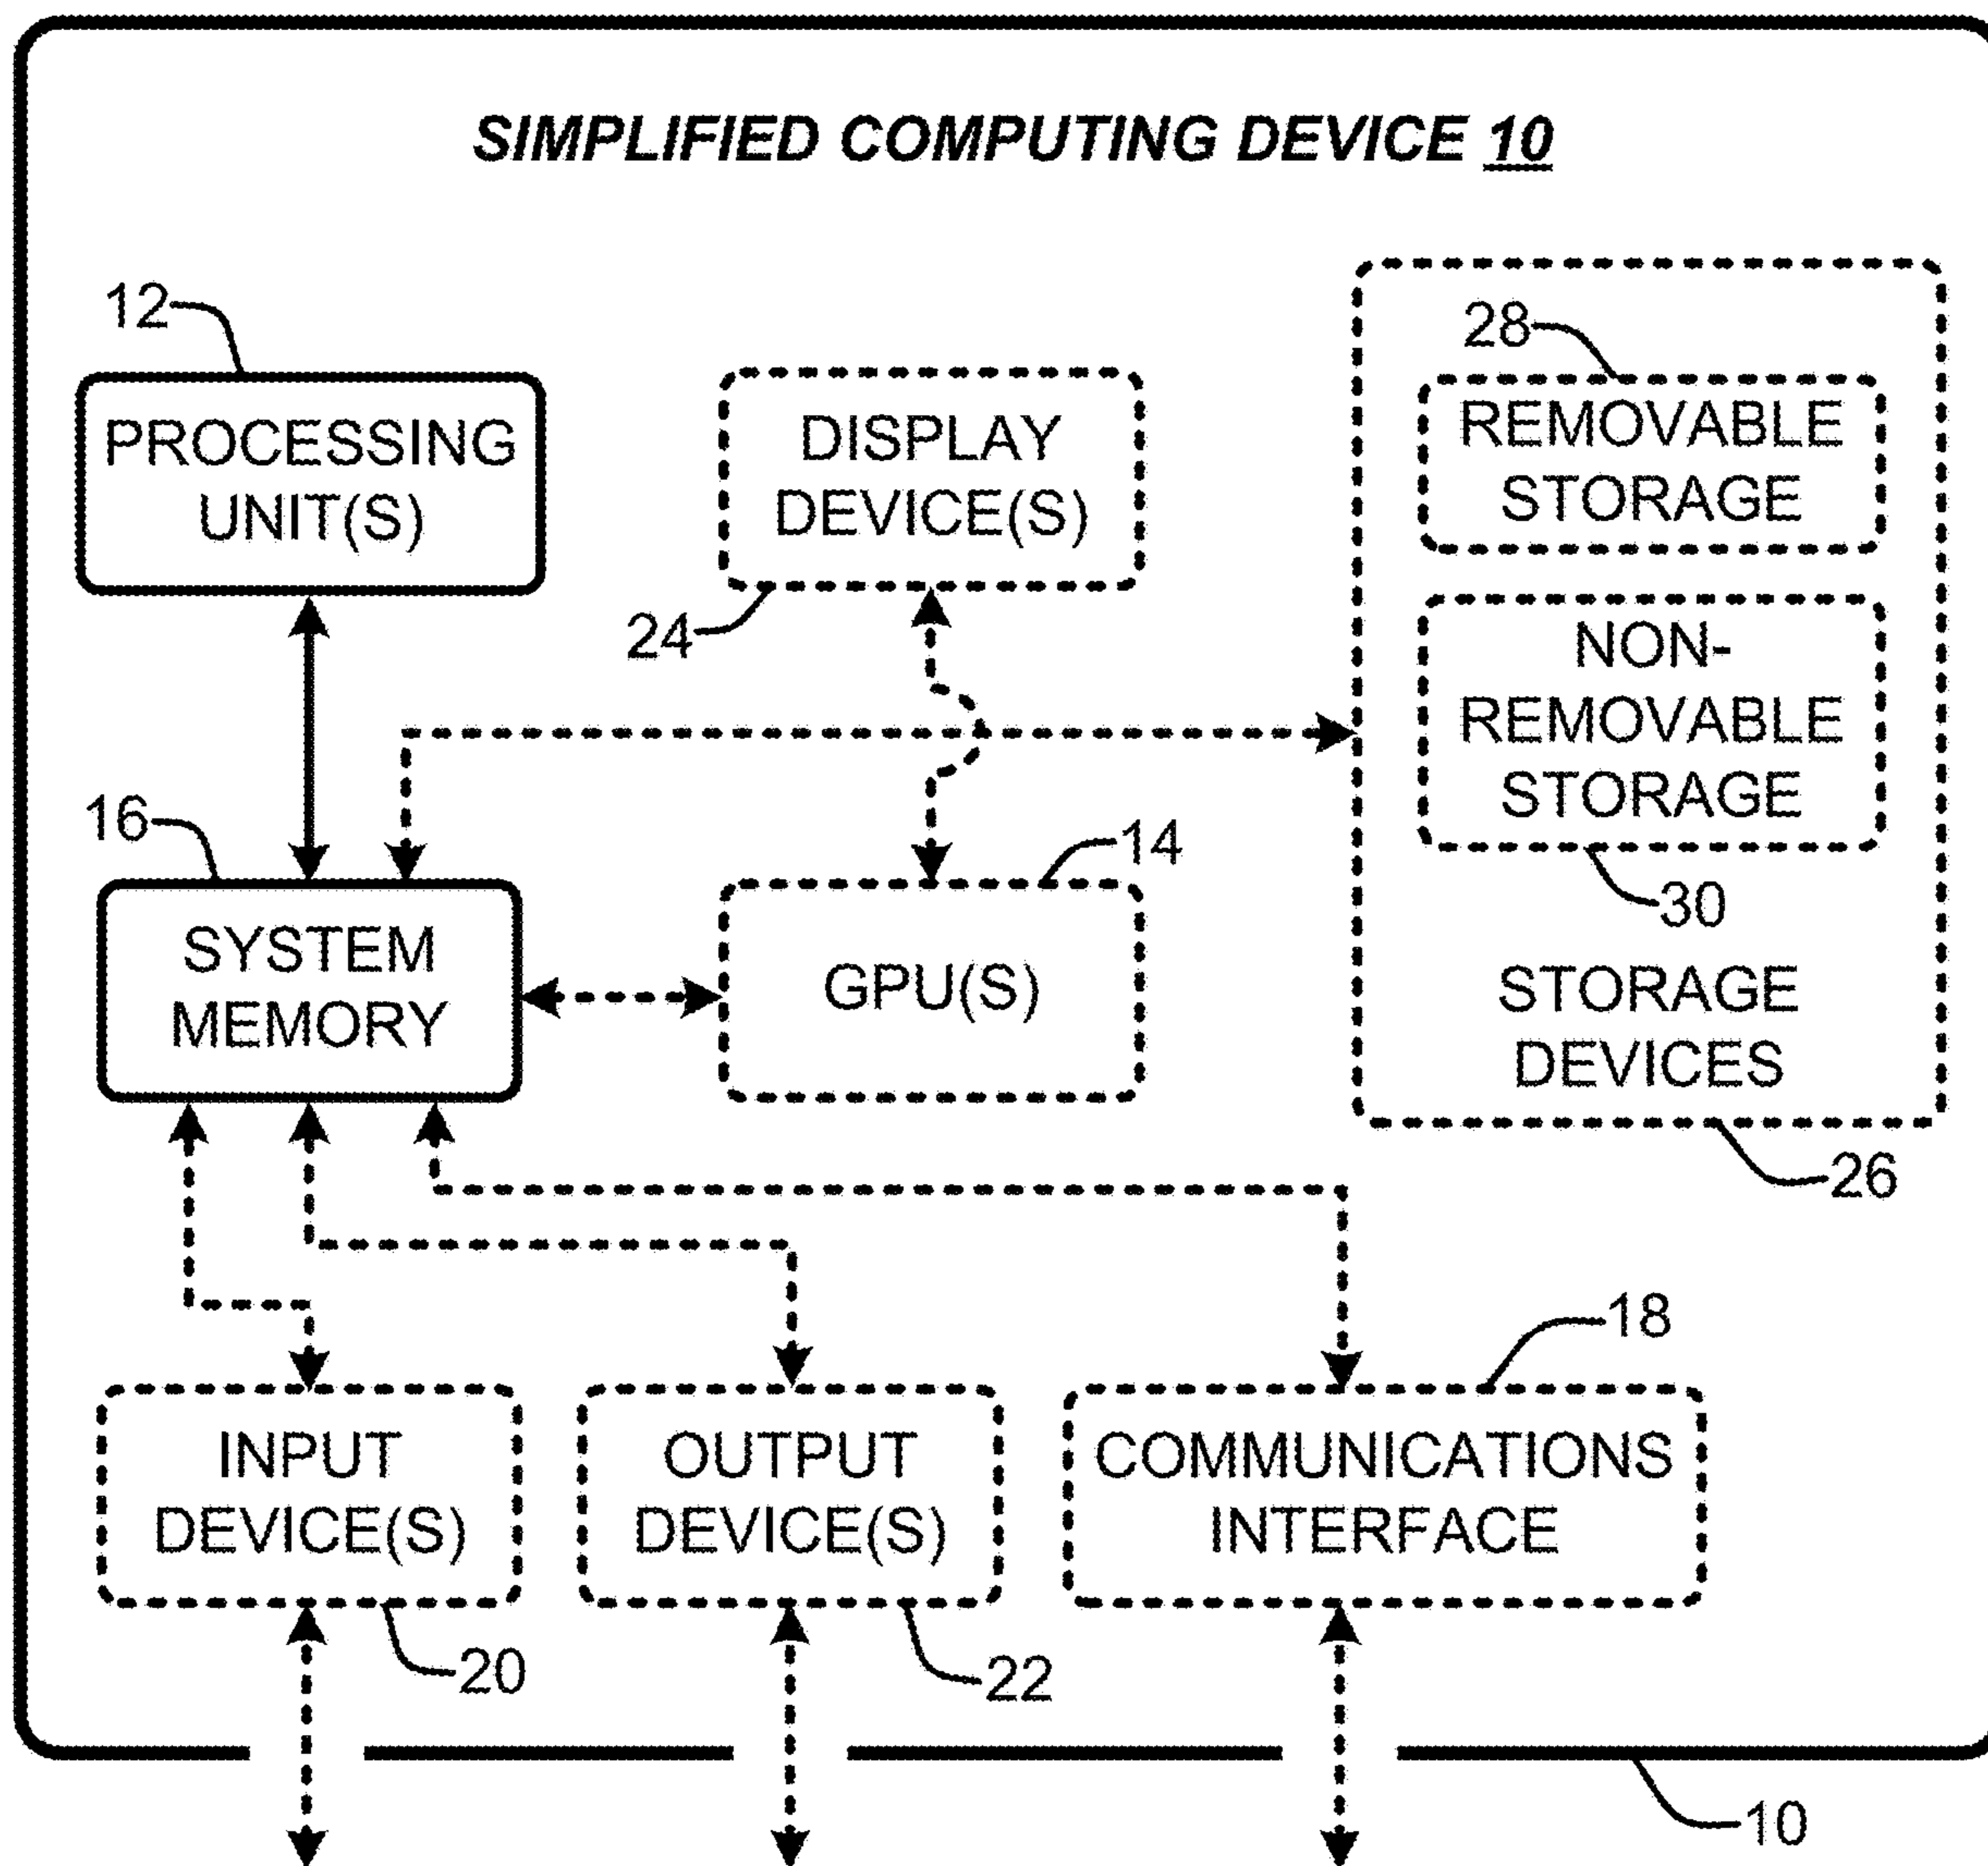 SIMPLIFIED COMPUTING DEVICE 10
12
PROCESSING
UNIT(S)
DISPLAY
DEVICE(S)
24
28
REMOVABLE
STORAGE
NON-
REMOVABLE
STORAGE
30
STORAGE
DEVICES
26
16
SYSTEM
MEMORY
14
GPU(S)
18
INPUT
DEVICE(S)
20
OUTPUT
DEVICE(S)
22
COMMUNICATIONS
INTERFACE
10